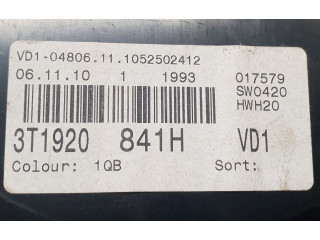 VD1-04806.11.1052502412
06.11.10 1 1993 017579
SW0420
HWH20
3T1920 841H VD1
Colour: 1QB Sort: